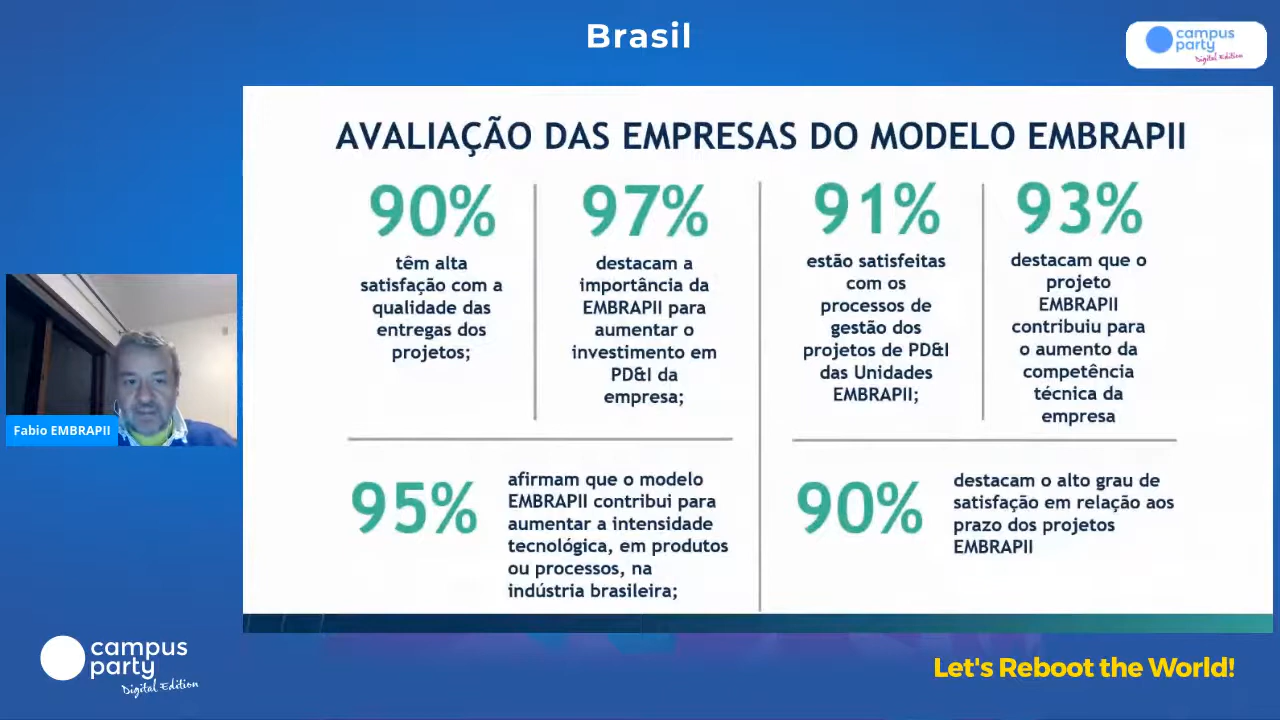 Brasil
campus
party
Digital Edition
AVALIAÇÃO DAS EMPRESAS DO MODELO EMBRAPII
90%
têm alta
satisfação com a
qualidade das
entregas dos
projetos;
97%
destacam a
importância da
EMBRAPII para
aumentar o
investimento em
PD&I da
empresa;
91%
estão satisfeitas
com os
processos de
gestão dos
projetos de PD&I
das Unidades
EMBRAPII;
93%
destacam que o
projeto
EMBRAPII
contribuiu para
o aumento da
competência
técnica da
empresa
95%
afirmam que o modelo
EMBRAPII contribui para
aumentar a intensidade
tecnológica, em produtos
ou processos, na
indústria brasileira;
90%
destacam o alto grau de
satisfação em relação aos
prazo dos projetos
EMBRAPII
Fabio EMBRAPII
campus
party
Digital Edition
Let's Reboot the World!